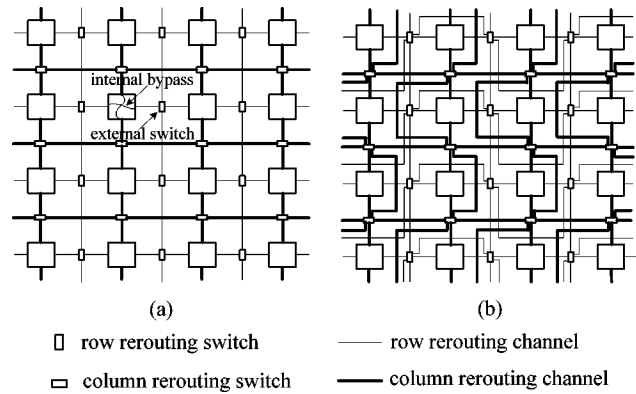 internal bypass
external switch
(a)
(b)
row rerouting switch
row rerouting channel
column rerouting switch
column rerouting channel